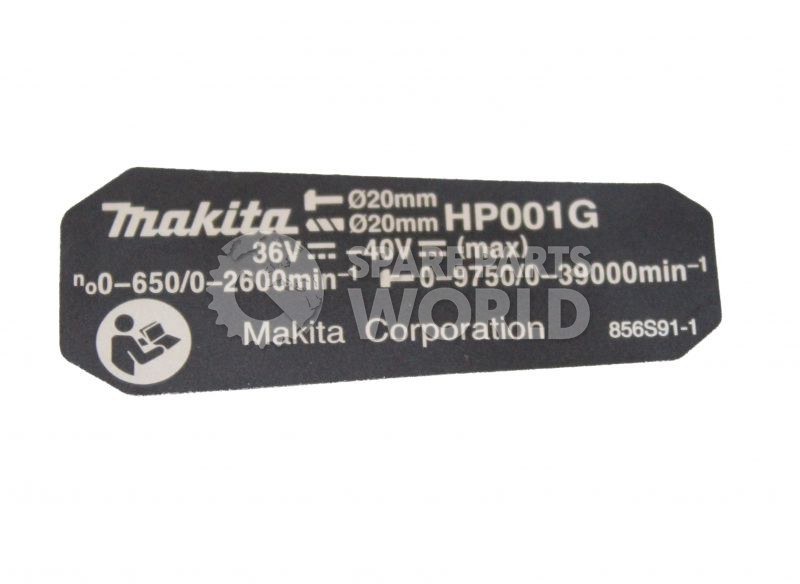 makita Ø20mm
Ø20mm HP001G
36V⎓ –40V⎓ (max)
n₀0–650/0–2600min⁻¹ 0–9750/0–39000min⁻¹
Makita Corporation 856S91-1
SPARE PARTS
WORLD